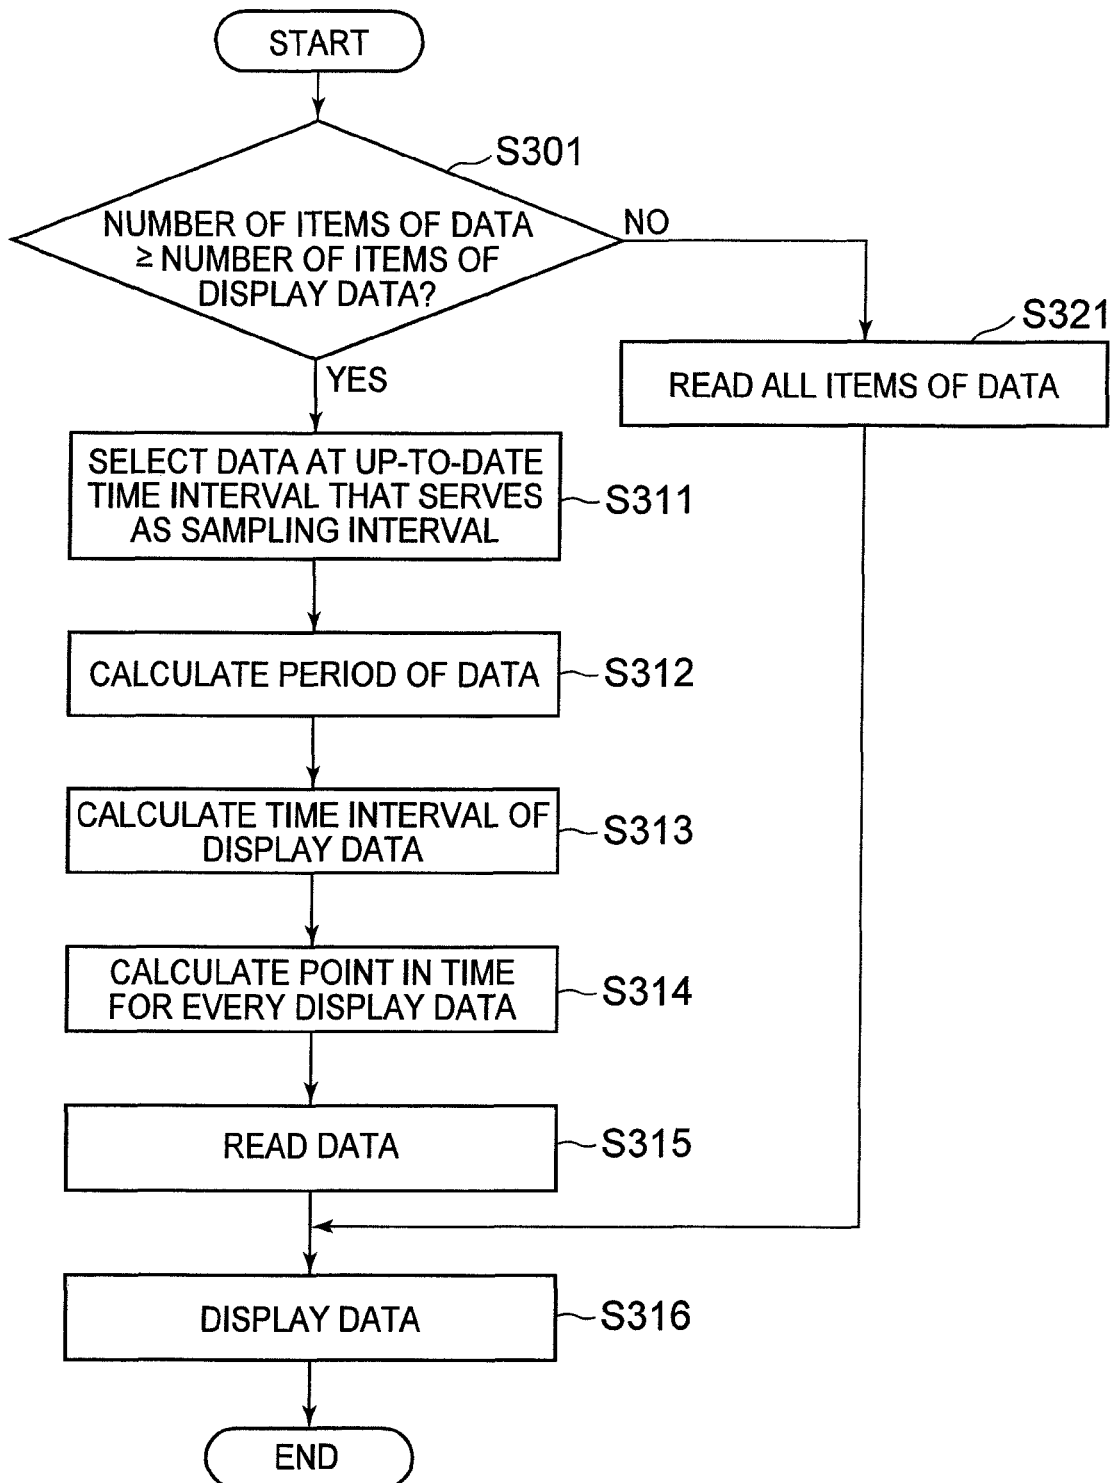 START
S301
NUMBER OF ITEMS OF DATA
≥ NUMBER OF ITEMS OF
DISPLAY DATA?
NO
YES
S321
READ ALL ITEMS OF DATA
SELECT DATA AT UP-TO-DATE
TIME INTERVAL THAT SERVES
AS SAMPLING INTERVAL
S311
CALCULATE PERIOD OF DATA
S312
CALCULATE TIME INTERVAL OF
DISPLAY DATA
S313
CALCULATE POINT IN TIME
FOR EVERY DISPLAY DATA
S314
READ DATA
S315
DISPLAY DATA
S316
END